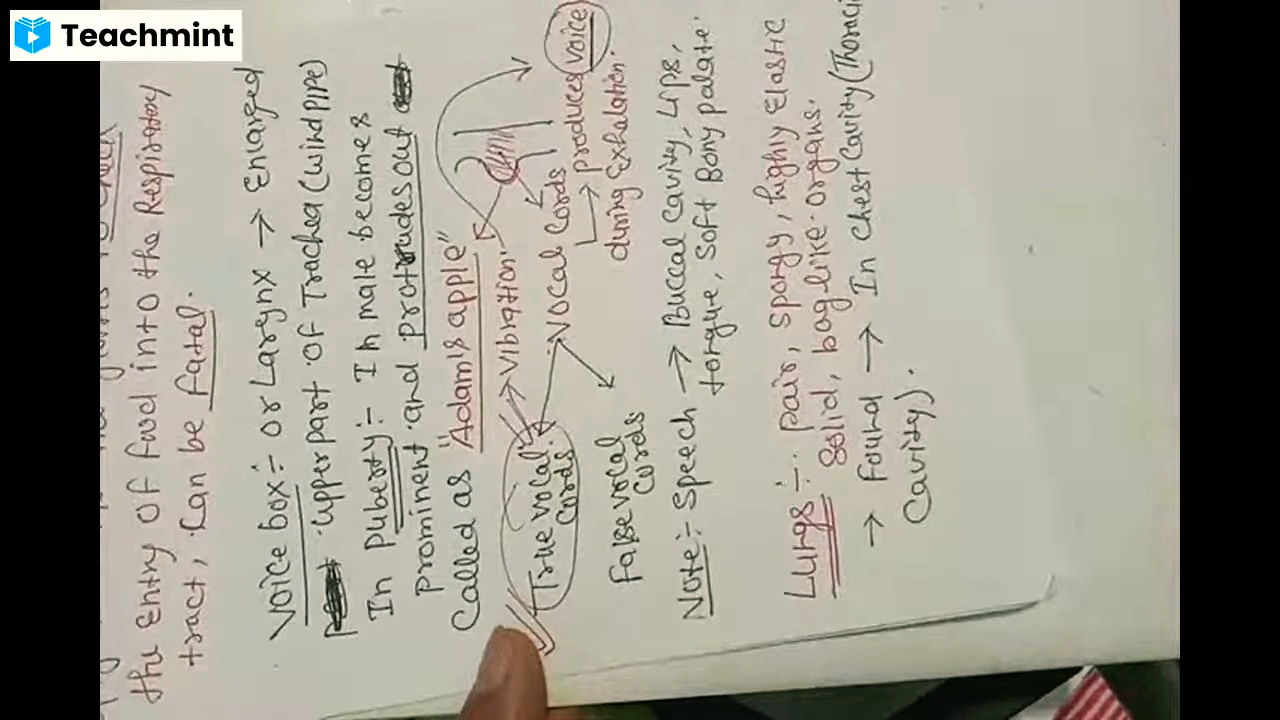 Teachmint
the Entry of food into the Respiratory
tract, can be fatal.
Voice box:- or Larynx → Enlarged
upper part of Trachea (windpipe)
In puberty:- In male becomes
prominent and protrudes out
Called as "Adam's apple"
vibration.
True vocal cords
vocal cords
→ produces voice
during exhalation.
False vocal
cords
Note:- Speech → Buccal cavity, Lips,
tongue, Soft Bony palate.
Lungs:- pair, spongy, highly Elastic
Solid, bag like organs.
→ found → In chest cavity (Thoracic
Cavity).